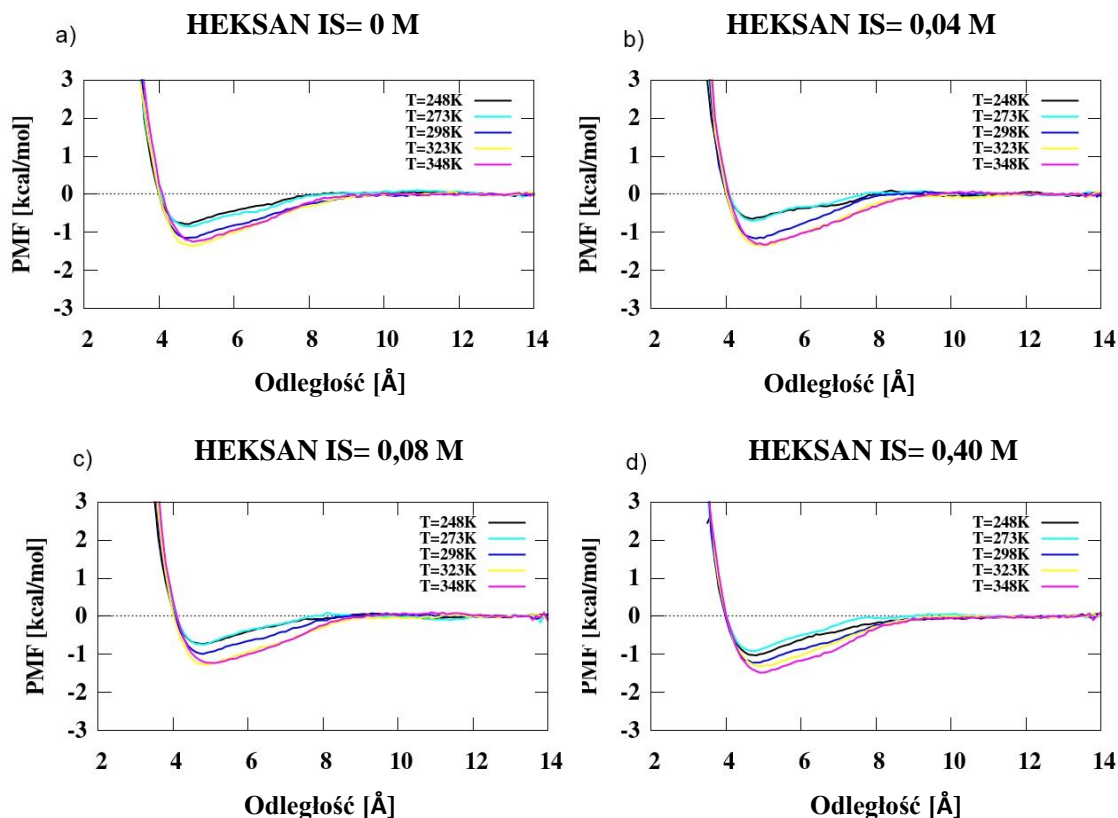 HEKSAN IS= 0 M
a)
3
2
1
0
-1
-2
-3
PMF [kcal/mol]
T=248K
T=273K
T=298K
T=323K
T=348K
2 4 6 8 10 12 14
Odległość [Å]
HEKSAN IS= 0,04 M
b)
3
2
1
0
-1
-2
-3
PMF [kcal/mol]
T=248K
T=273K
T=298K
T=323K
T=348K
2 4 6 8 10 12 14
Odległość [Å]
HEKSAN IS= 0,08 M
c)
3
2
1
0
-1
-2
-3
PMF [kcal/mol]
T=248K
T=273K
T=298K
T=323K
T=348K
2 4 6 8 10 12 14
Odległość [Å]
HEKSAN IS= 0,40 M
d)
3
2
1
0
-1
-2
-3
PMF [kcal/mol]
T=248K
T=273K
T=298K
T=323K
T=348K
2 4 6 8 10 12 14
Odległość [Å]